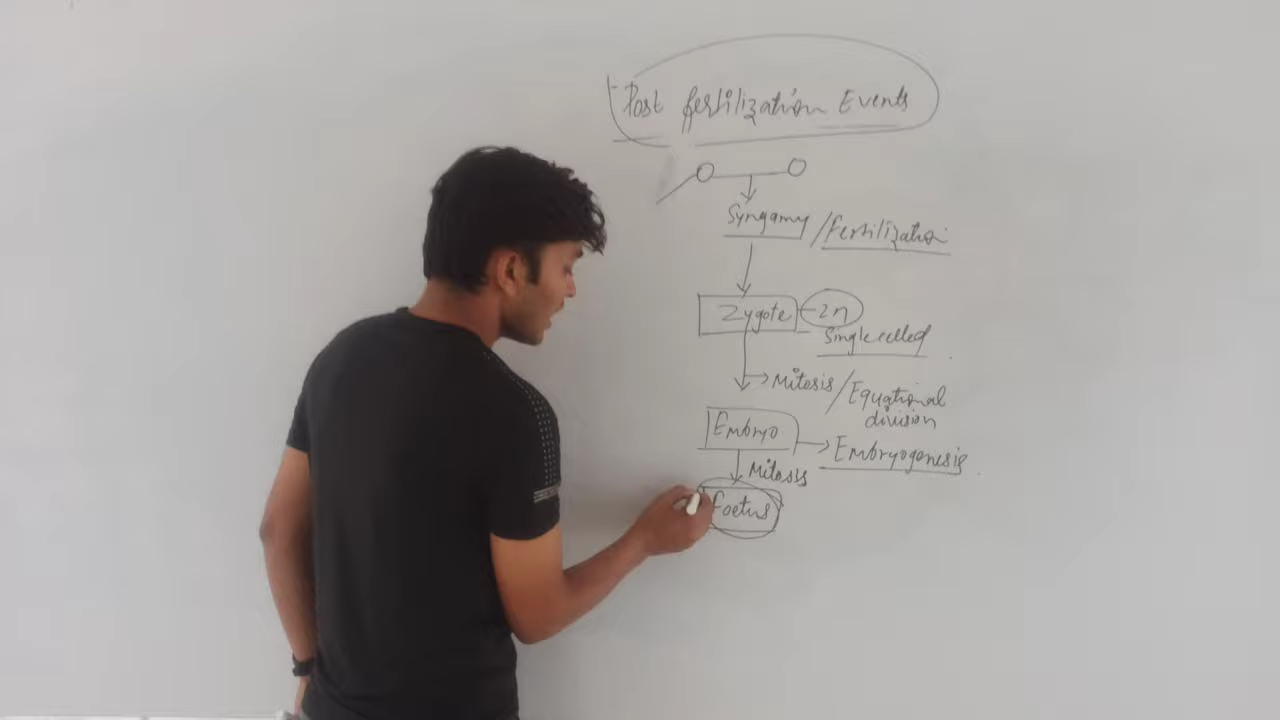 Post fertilization Events
Syngamy / fertilization
Zygote 2n
Single celled
Mitosis / Equational
division
Embryo Embryogenesis
Mitosis
foetus